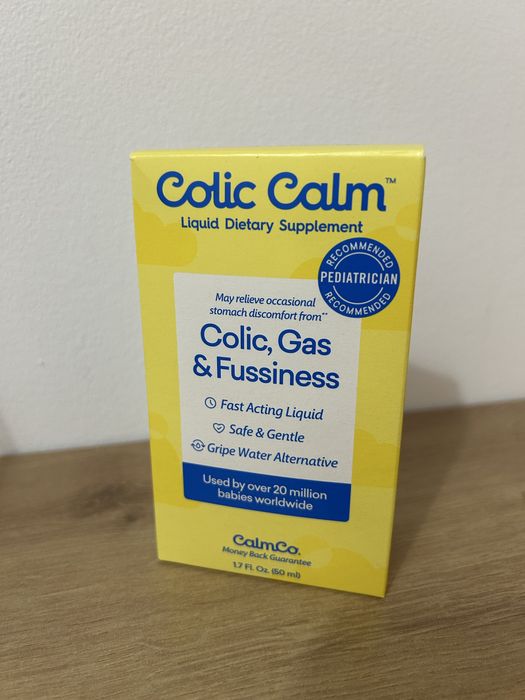 Colic Calm™
Liquid Dietary Supplement
RECOMMENDED
PEDIATRICIAN
RECOMMENDED
May relieve occasional
stomach discomfort from**
Colic, Gas
& Fussiness
Fast Acting Liquid
Safe & Gentle
Gripe Water Alternative
Used by over 20 million
babies worldwide
CalmCo.
Money Back Guarantee
1.7 Fl. Oz. (50 ml)